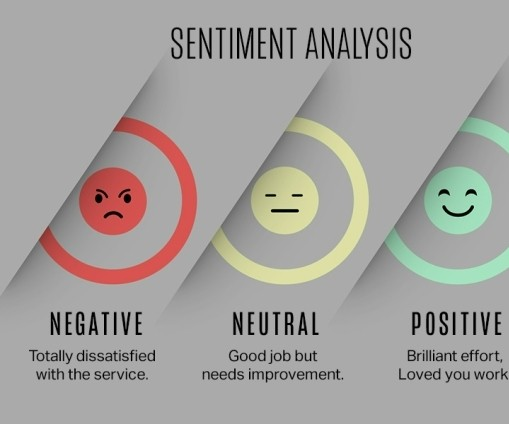 SENTIMENT ANALYSIS
NEGATIVE
Totally dissatisfied
with the service.
NEUTRAL
Good job but
needs improvement.
POSITIVE
Brilliant effort,
Loved you work